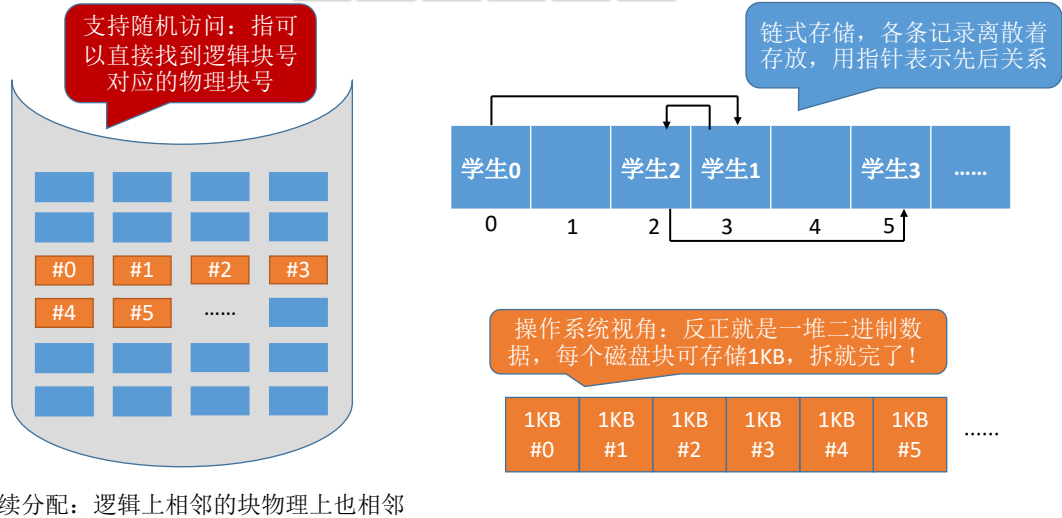 支持随机访问：指可
以直接找到逻辑块号
对应的物理块号
链式存储，各条记录离散着
存放，用指针表示先后关系
学生0 学生2 学生1 学生3 ……
0 1 2 3 4 5
#0 #1 #2 #3
#4 #5 ……
操作系统视角：反正就是一堆二进制数
据，每个磁盘块可存储1KB，拆就完了！
1KB 1KB 1KB 1KB 1KB 1KB
#0 #1 #2 #3 #4 #5 ……
续分配：逻辑上相邻的块物理上也相邻